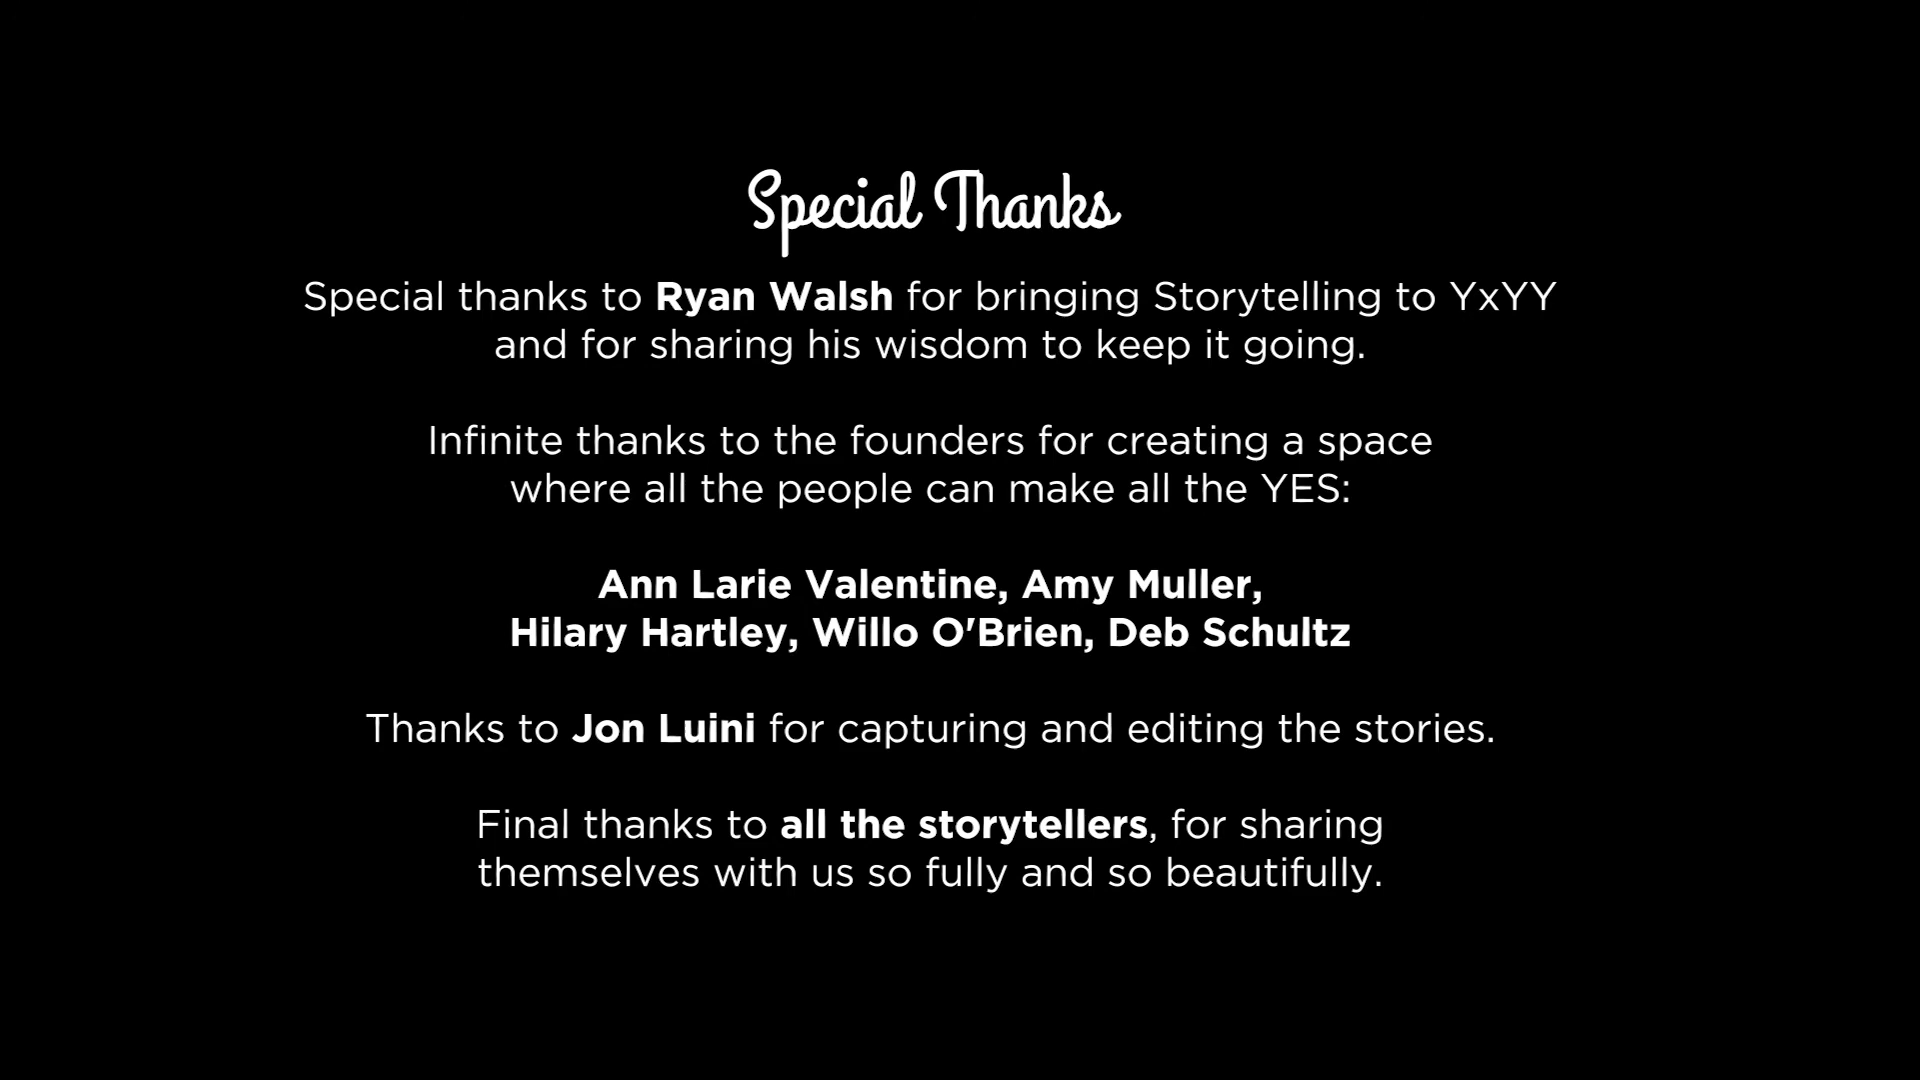 Special Thanks
Special thanks to Ryan Walsh for bringing Storytelling to YxYY
and for sharing his wisdom to keep it going.
Infinite thanks to the founders for creating a space
where all the people can make all the YES:
Ann Larie Valentine, Amy Muller,
Hilary Hartley, Willo O'Brien, Deb Schultz
Thanks to Jon Luini for capturing and editing the stories.
Final thanks to all the storytellers, for sharing
themselves with us so fully and so beautifully.